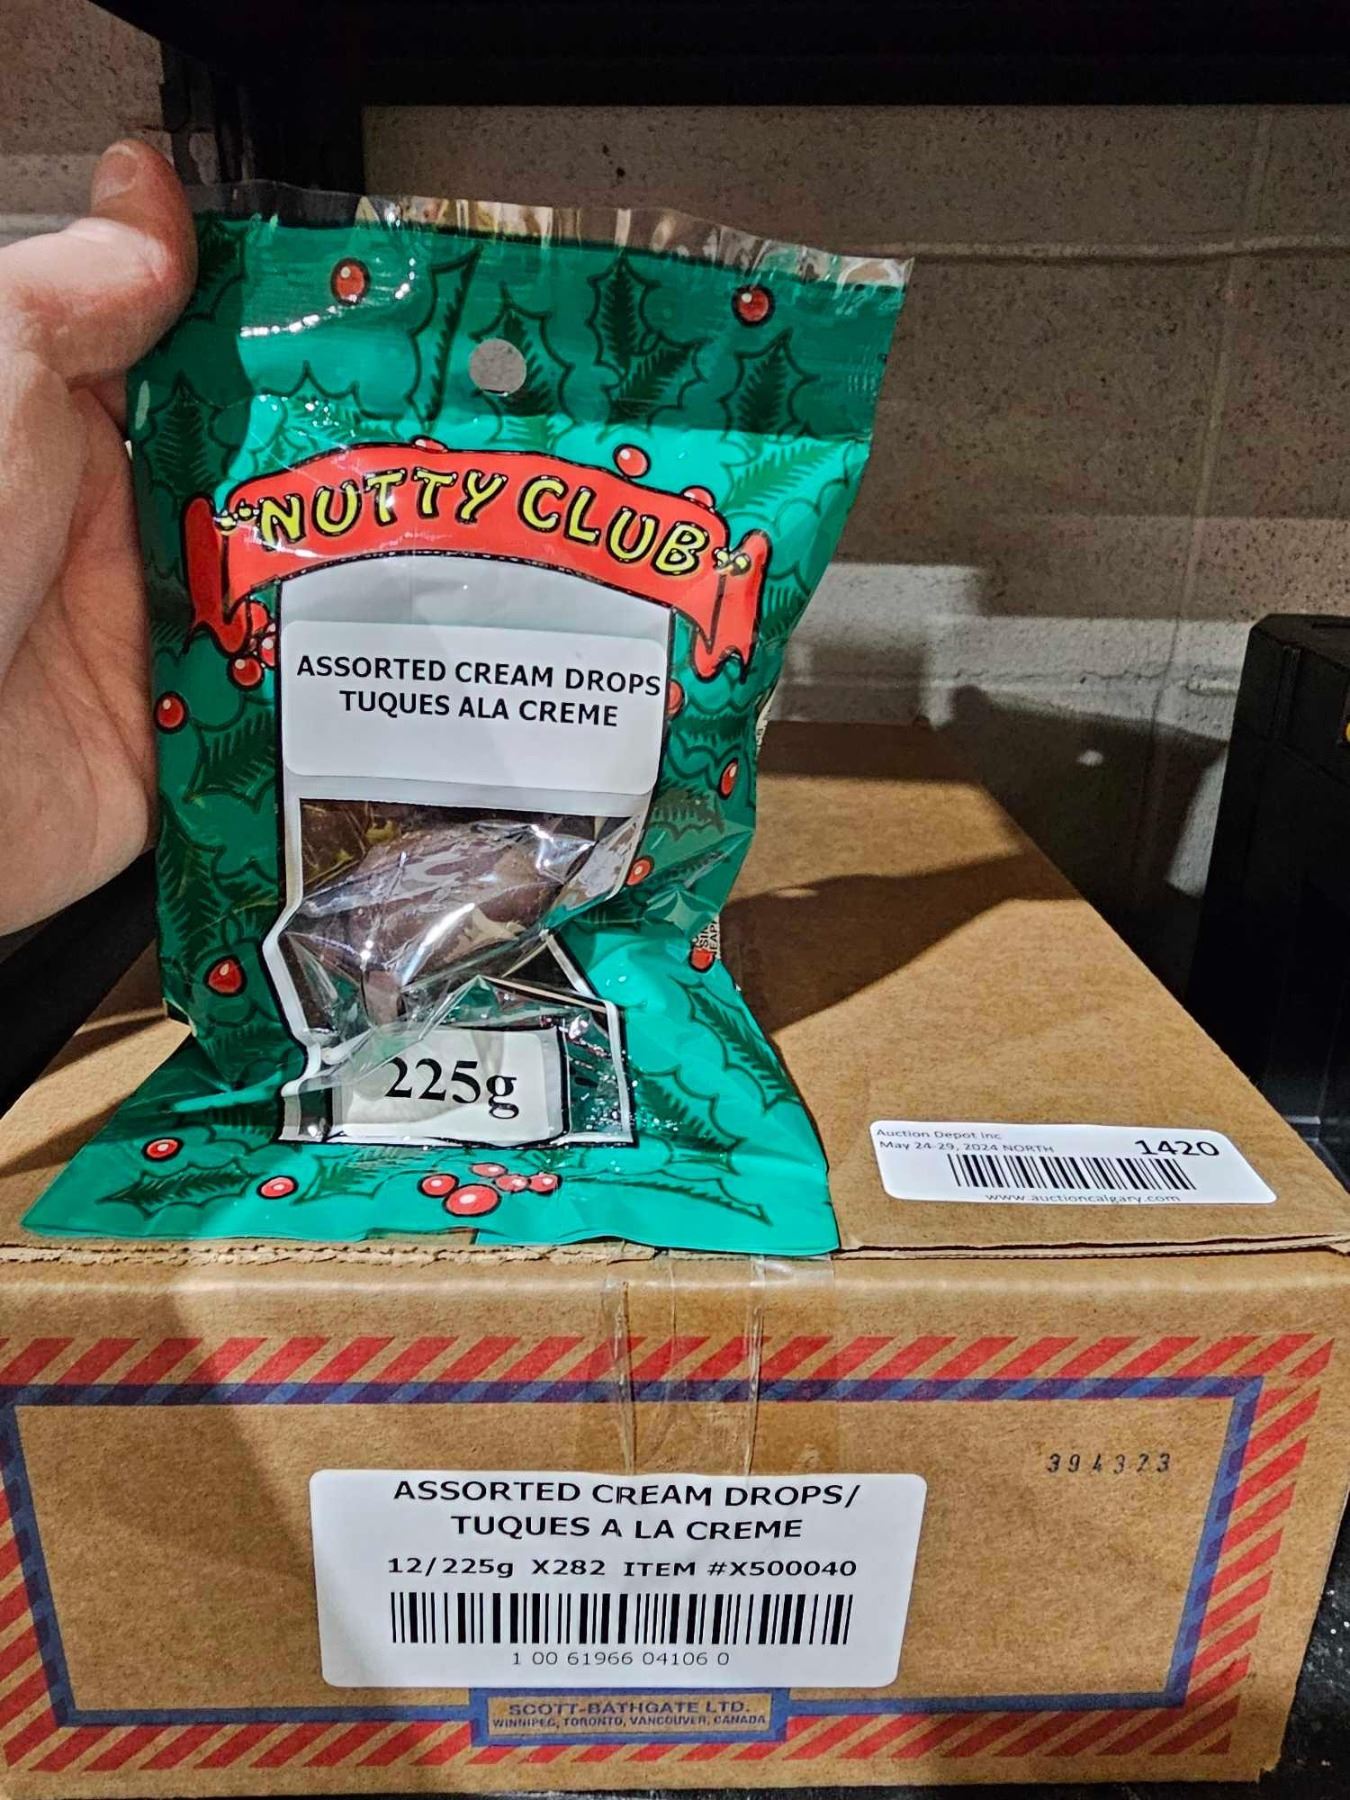 "NUTTY CLUB"
ASSORTED CREAM DROPS
TUQUES ALA CREME
225g
Auction Depot Inc
May 24-29, 2024 NORTH
1420
www.auctioncalgary.com
394373
ASSORTED CREAM DROPS/
TUQUES A LA CREME
12/225g X282 ITEM #X500040
1 00 61966 04106 0
SCOTT-BATHGATE LTD.
WINNIPEG, TORONTO, VANCOUVER, CANADA